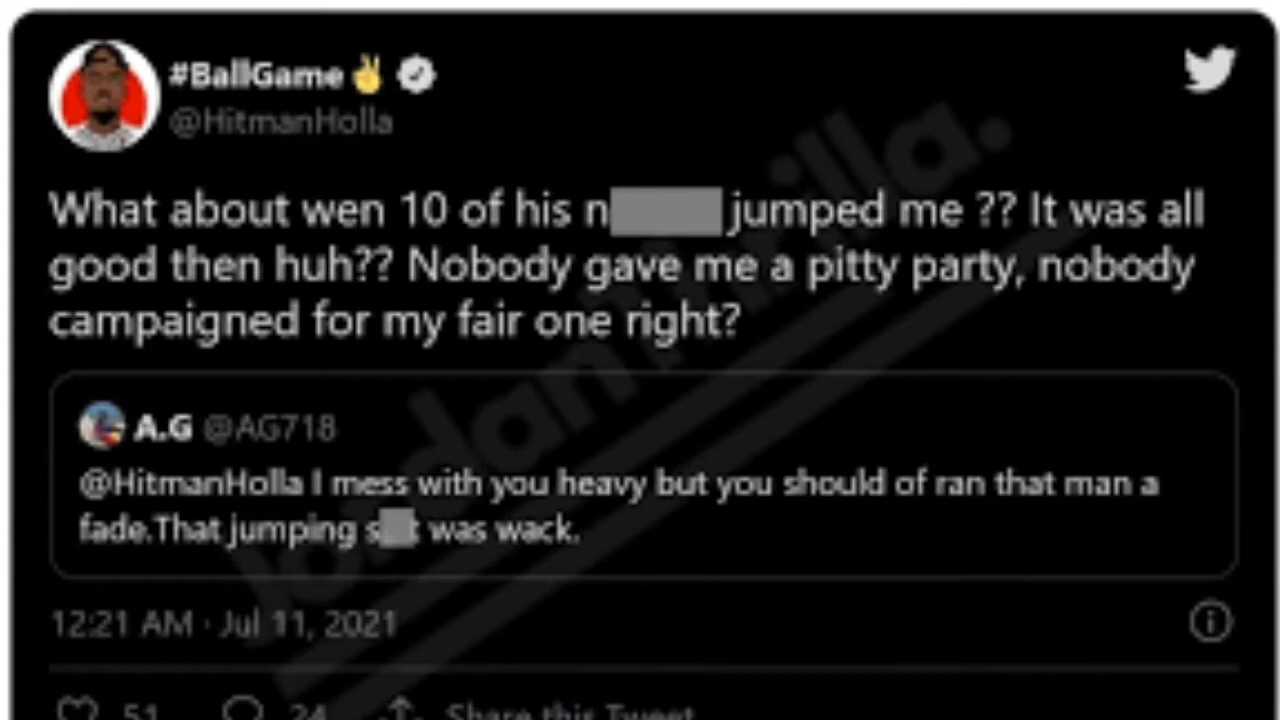 #BallGame✌
@HitmanHolla
What about wen 10 of his n jumped me ?? It was all
good then huh?? Nobody gave me a pitty party, nobody
campaigned for my fair one right?
A.G @AG718
@HitmanHolla I mess with you heavy but you should of ran that man a
fade.That jumping s t was wack.
12:21 AM · Jul 11, 2021
51 24 Share this Tweet
JordanThrilla.